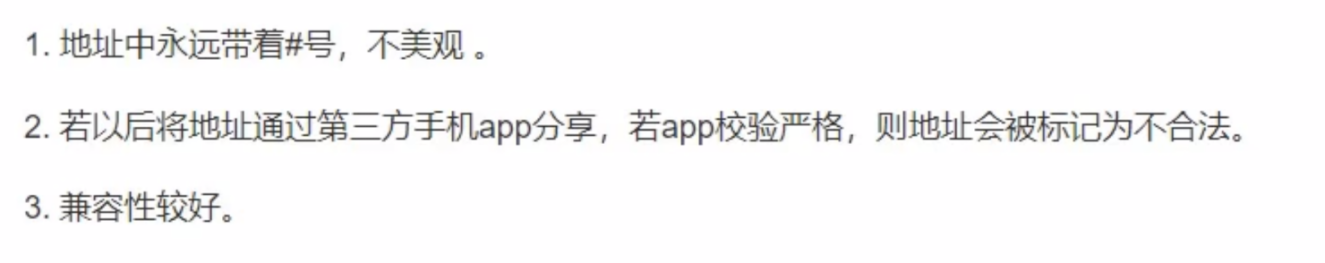 1. 地址中永远带着#号，不美观 。
2. 若以后将地址通过第三方手机app分享，若app校验严格，则地址会被标记为不合法。
3. 兼容性较好。